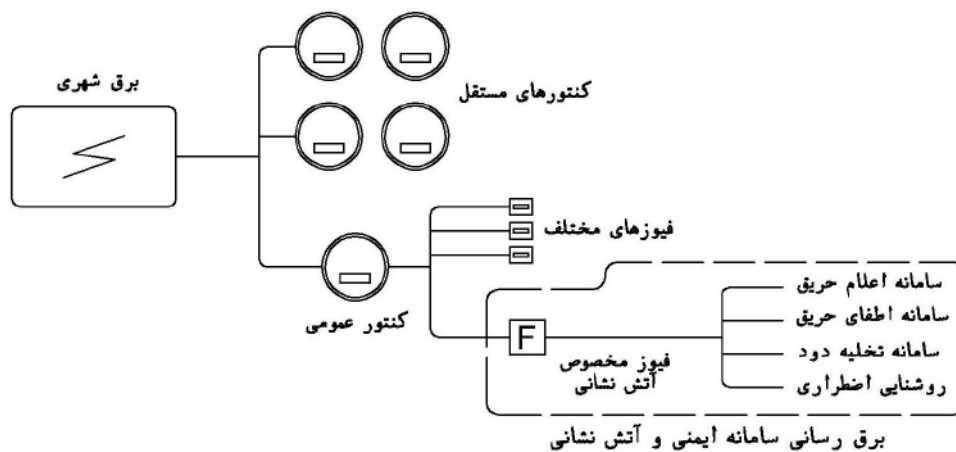 برق شهری
کنتورهای مستقل
فیوزهای مختلف
کنتور عمومی
F
فیوز مخصوص
آتش نشانی
سامانه اعلام حریق
سامانه اطفای حریق
سامانه تخلیه دود
روشنایی اضطراری
برق رسانی سامانه ایمنی و آتش نشانی